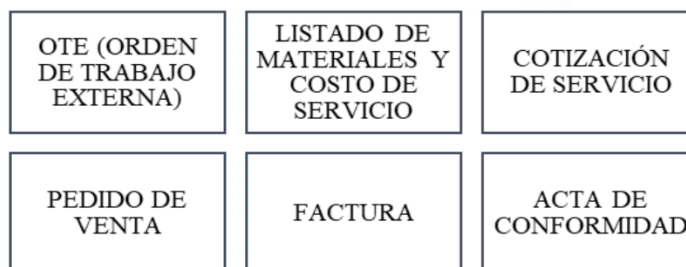 OTE (ORDEN
DE TRABAJO
EXTERNA)
LISTADO DE
MATERIALES Y
COSTO DE
SERVICIO
COTIZACIÓN
DE SERVICIO
PEDIDO DE
VENTA
FACTURA
ACTA DE
CONFORMIDAD